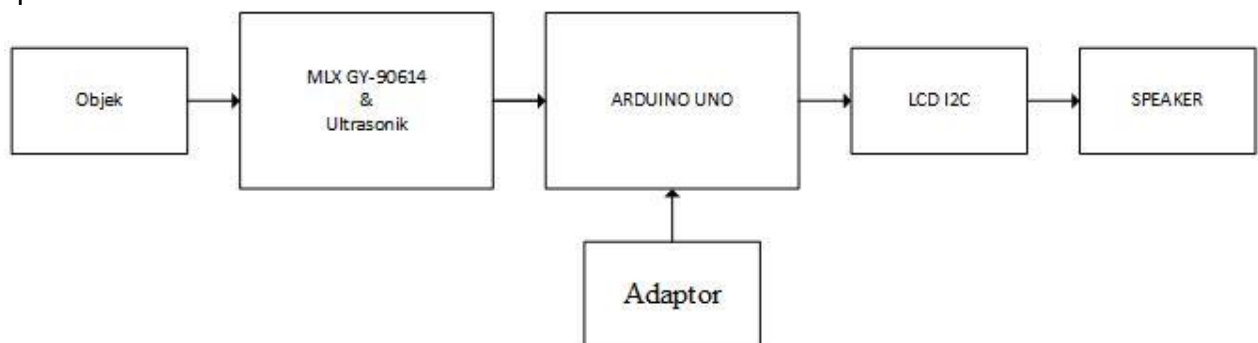 Objek
MLX GY-90614
&
Ultrasonik
ARDUINO UNO
LCD I2C
SPEAKER
Adaptor